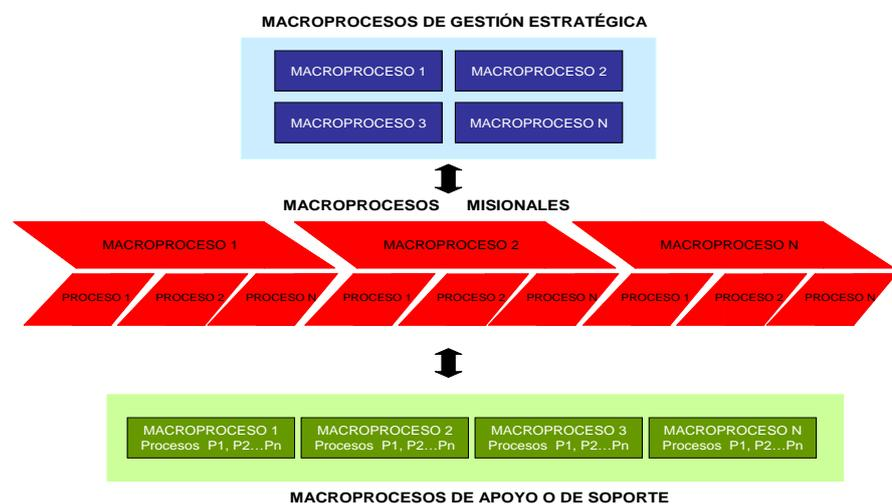 MACROPROCESOS DE GESTIÓN ESTRATÉGICA
MACROPROCESO 1
MACROPROCESO 2
MACROPROCESO 3
MACROPROCESO N
MACROPROCESOS MISIONALES
MACROPROCESO 1
MACROPROCESO 2
MACROPROCESO N
PROCESO 1
PROCESO 2
PROCESO N
PROCESO 1
PROCESO 2
PROCESO N
PROCESO 1
PROCESO 2
PROCESO N
MACROPROCESO 1
Procesos P1, P2...Pn
MACROPROCESO 2
Procesos P1, P2...Pn
MACROPROCESO 3
Procesos P1, P2...Pn
MACROPROCESO N
Procesos P1, P2...Pn
MACROPROCESOS DE APOYO O DE SOPORTE